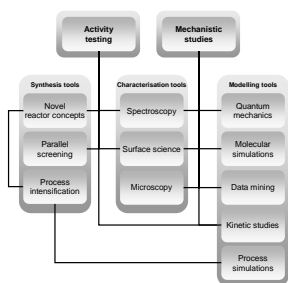 Activity
testing
Mechanistic
studies
Synthesis tools
Novel
reactor concepts
Parallel
screening
Process
intensification
Characterisation tools
Spectroscopy
Surface science
Microscopy
Modelling tools
Quantum
mechanics
Molecular
simulations
Data mining
Kinetic studies
Process
simulations